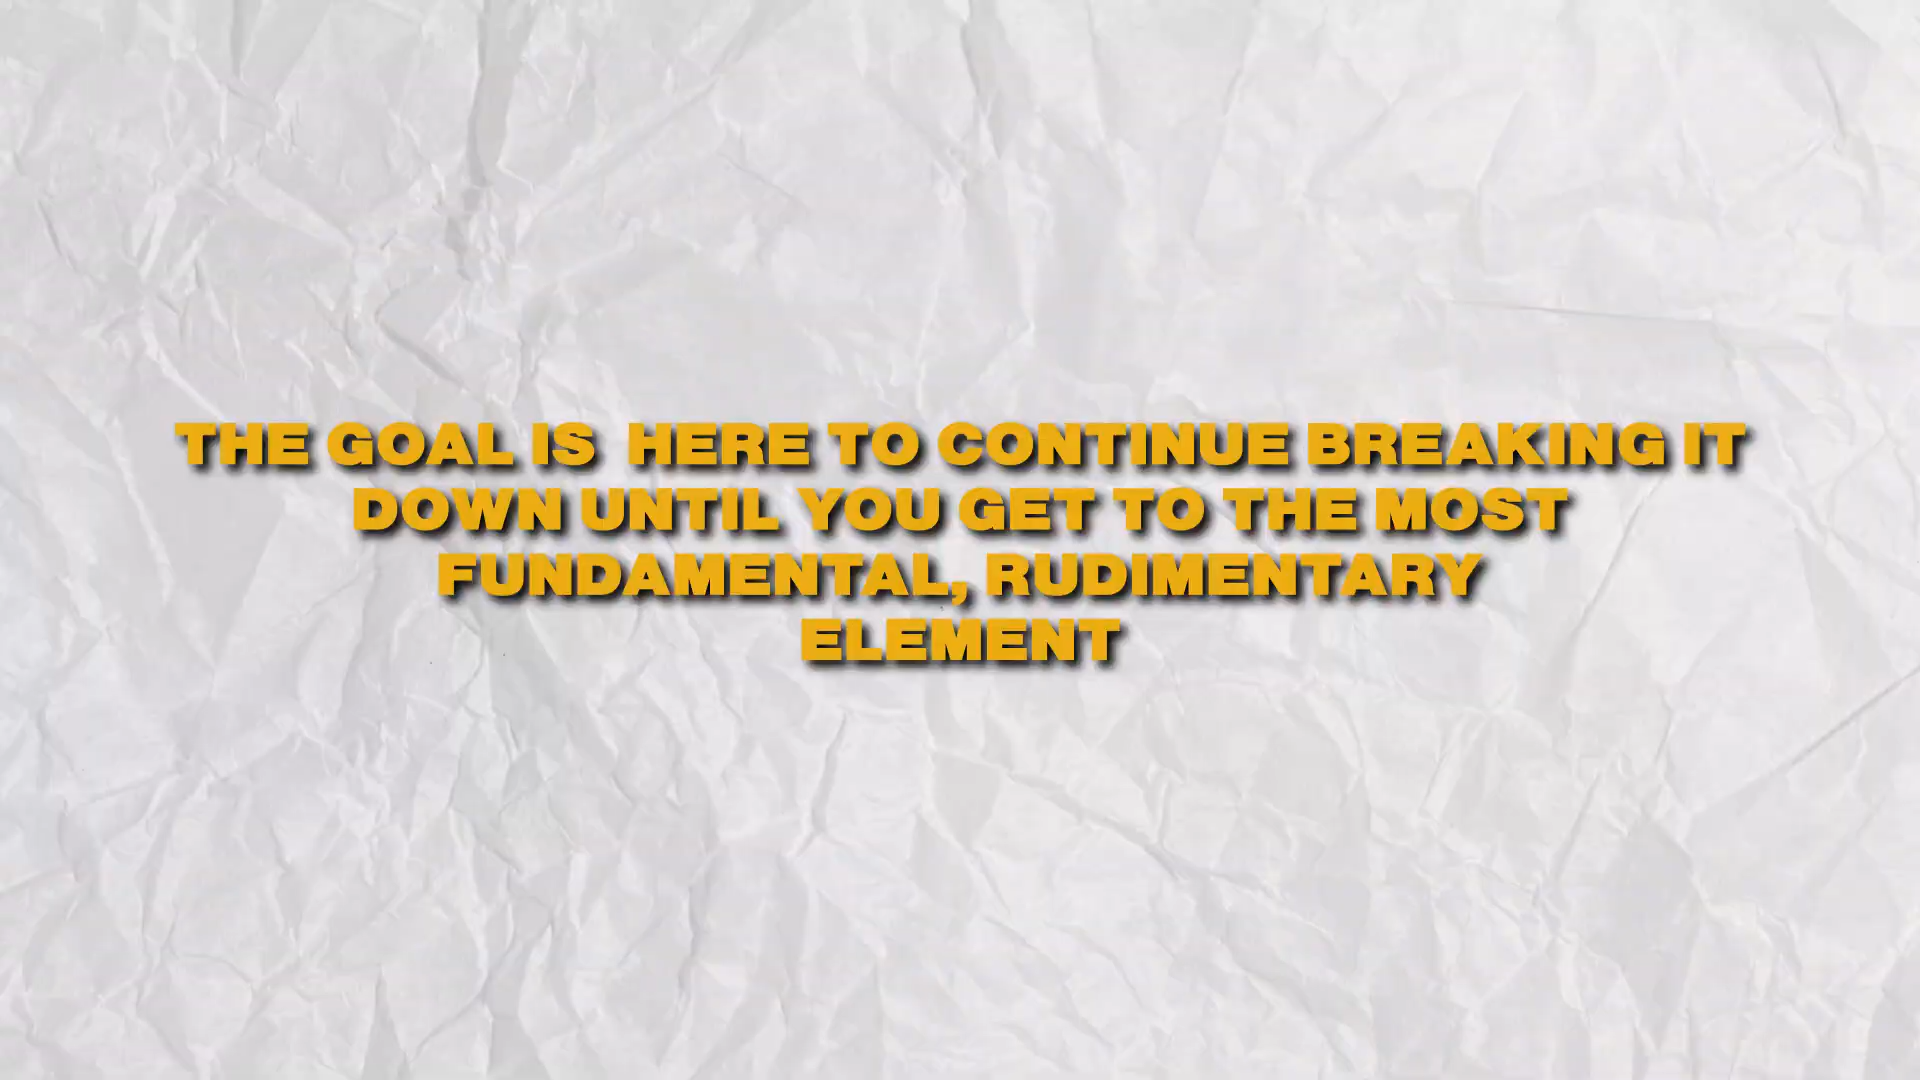 THE GOAL IS  HERE TO CONTINUE BREAKING IT
DOWN UNTIL YOU GET TO THE MOST
FUNDAMENTAL, RUDIMENTARY
ELEMENT